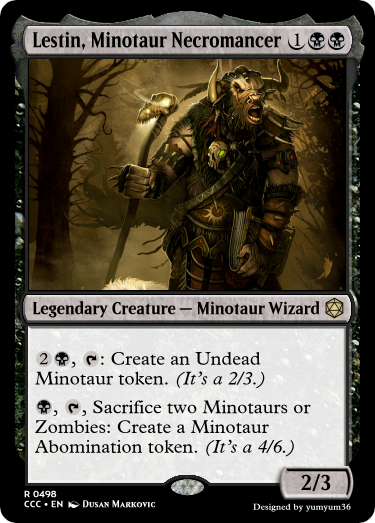 Lestin, Minotaur Necromancer 1
Legendary Creature — Minotaur Wizard
2 , : Create an Undead
Minotaur token. (It's a 2/3.)
, , Sacrifice two Minotaurs or
Zombies: Create a Minotaur
Abomination token. (It's a 4/6.)
2/3
R 0498
CCC • EN Dusan Markovic
Designed by yumyum36